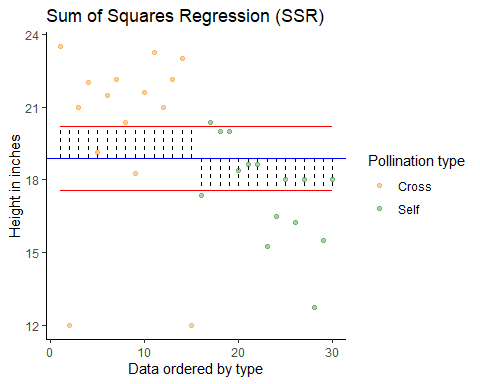 Sum of Squares Regression (SSR)
24
21
18
15
12
Height in inches
0
10
20
30
Data ordered by type
Pollination type
Cross
Self